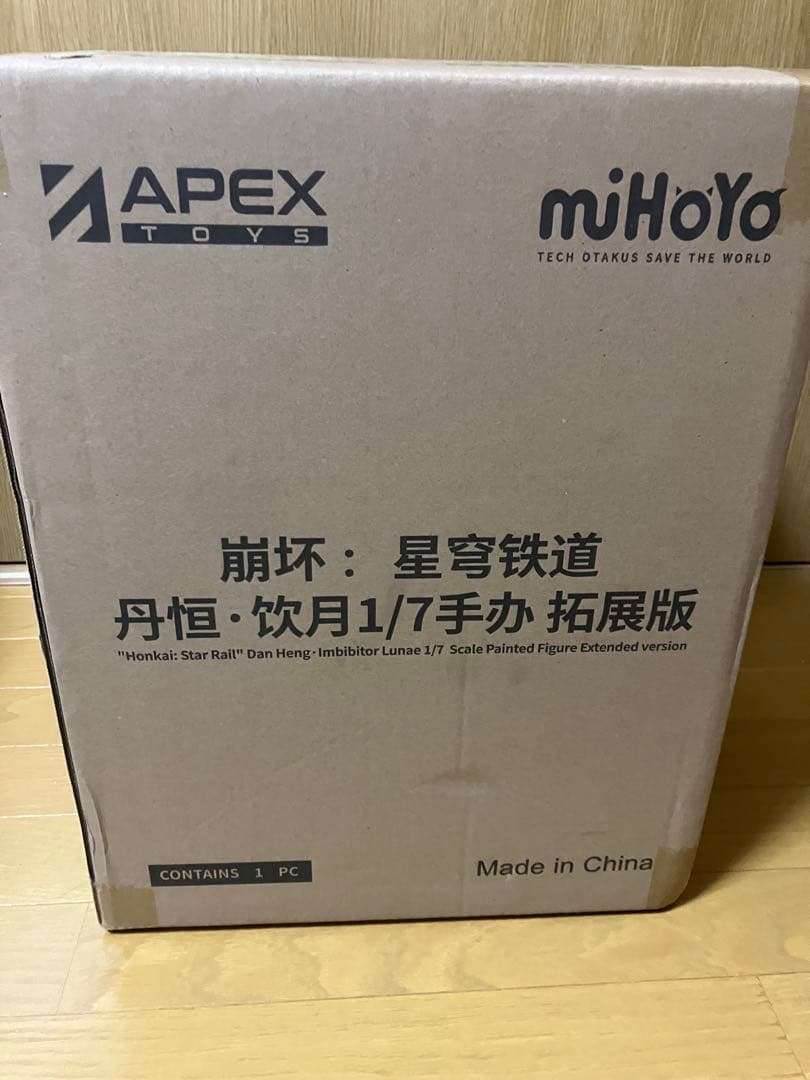 APEX
TOYS
miHoYo
TECH OTAKUS SAVE THE WORLD
崩坏：星穹铁道
丹恒·饮月1/7手办 拓展版
"Honkai: Star Rail" Dan Heng·Imbibitor Lunae 1/7 Scale Painted Figure Extended version
CONTAINS 1 PC
Made in China